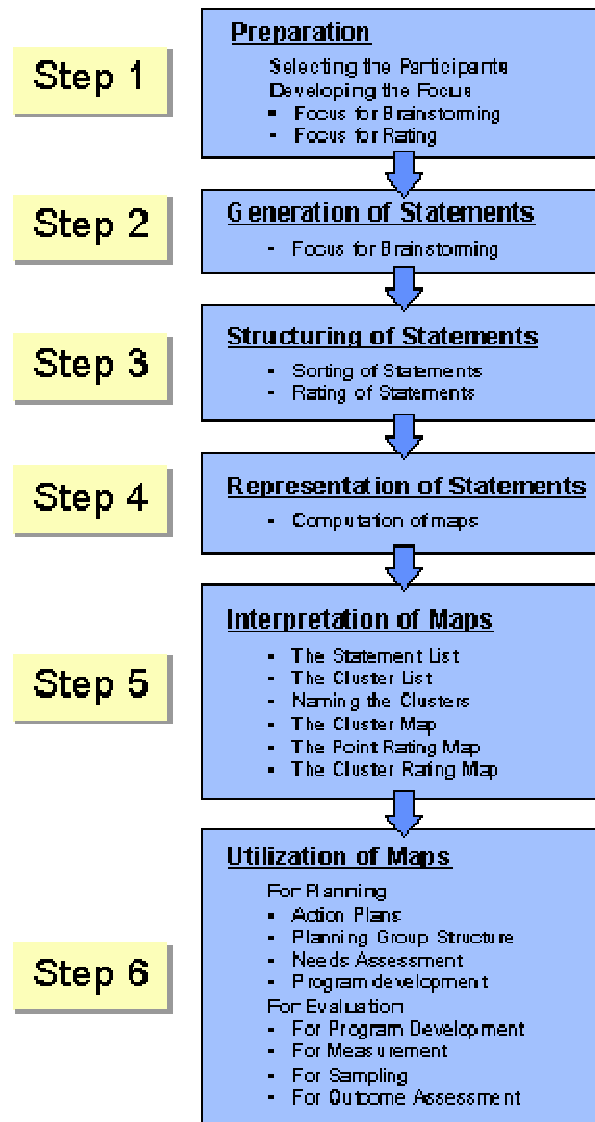 Step 1
Preparation
Selecting the Participants
Developing the Focus
- Focus for Brainstorming
- Focus for Rating
Step 2
Generation of Statements
- Focus for Brainstorming
Step 3
Structuring of Statements
- Sorting of Statements
- Rating of Statements
Step 4
Representation of Statements
- Computation of maps
Step 5
Interpretation of Maps
- The Statement List
- The Cluster List
- Naming the Clusters
- The Cluster Map
- The Point Rating Map
- The Cluster Rating Map
Step 6
Utilization of Maps
For Planning
- Action Plans
- Planning Group Structure
- Needs Assessment
- Program development
For Evaluation
- For Program Development
- For Measurement
- For Sampling
- For Outcome Assessment